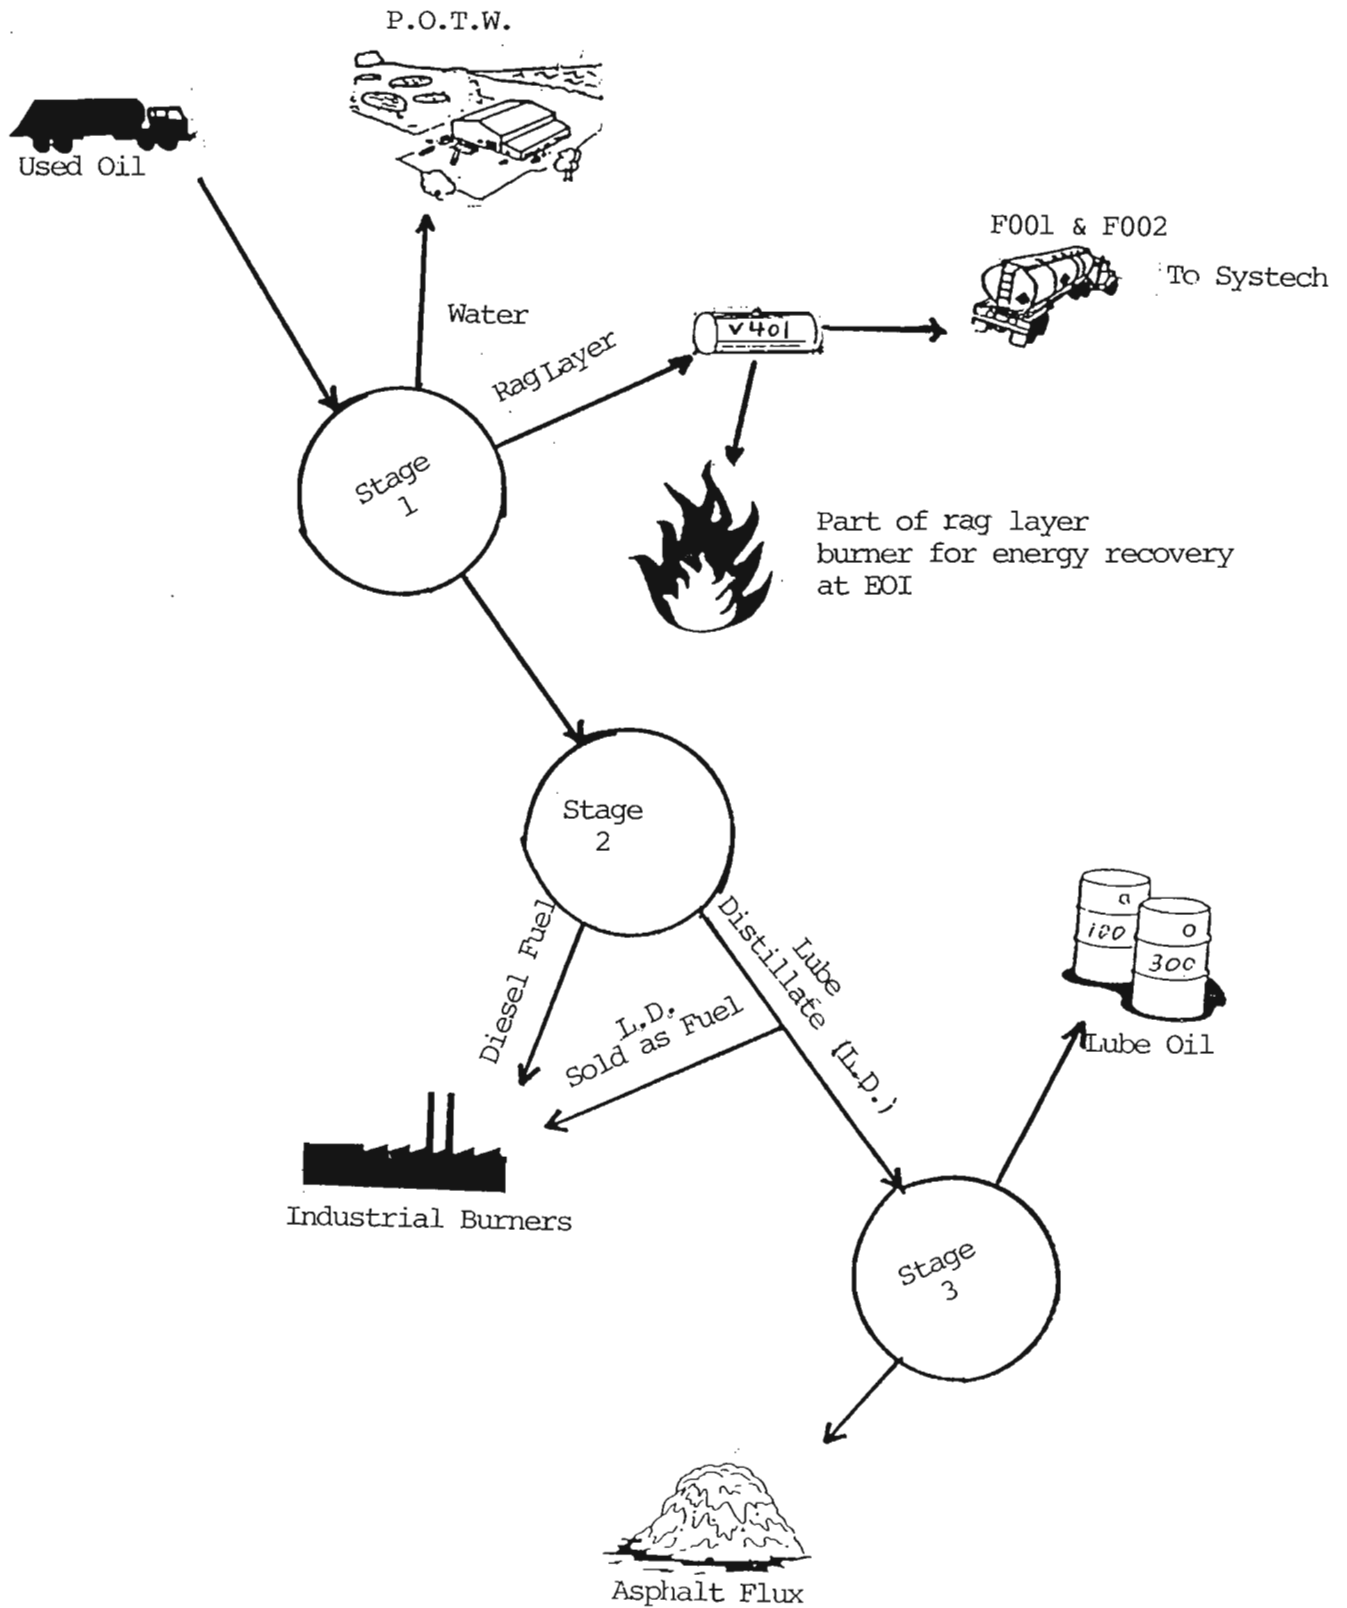 P.O.T.W.
Used Oil
F001 & F002
To Systech
Water
Rag Layer
V401
Stage
1
Part of rag layer
burner for energy recovery
at EOI
Stage
2
Diesel Fuel
L.D.
Sold as Fuel
Lube
Distillate (L.D.)
100
300
Lube Oil
Industrial Burners
Stage
3
Asphalt Flux